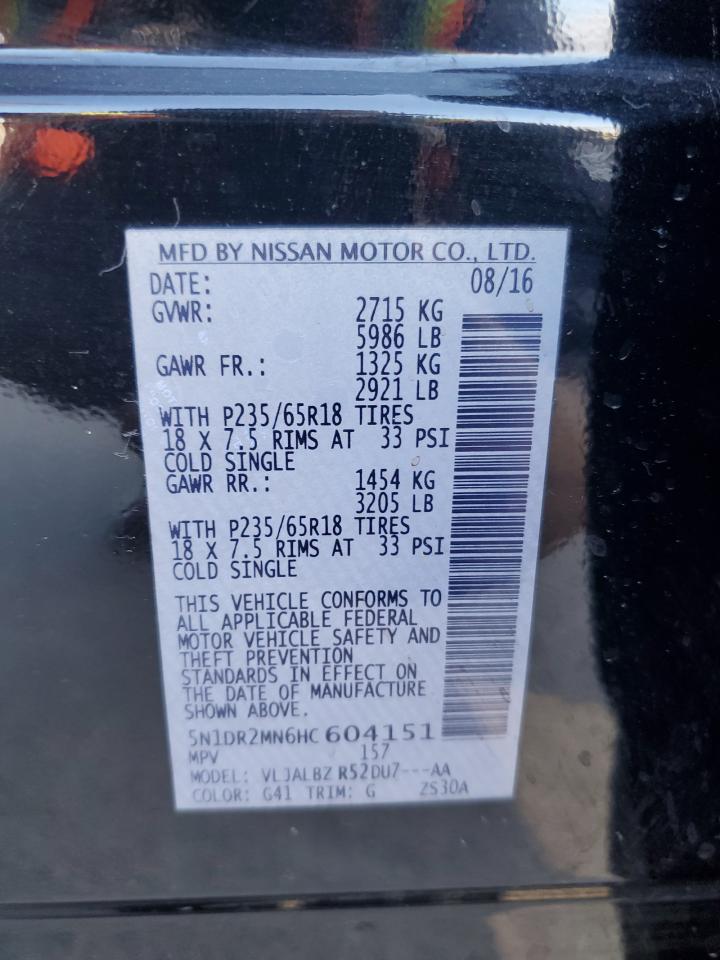 MFD BY NISSAN MOTOR CO., LTD.
DATE: 08/16
GVWR: 2715 KG
5986 LB
GAWR FR.: 1325 KG
2921 LB
WITH P235/65R18 TIRES
18 X 7.5 RIMS AT 33 PSI
COLD SINGLE
GAWR RR.: 1454 KG
3205 LB
WITH P235/65R18 TIRES
18 X 7.5 RIMS AT 33 PSI
COLD SINGLE
THIS VEHICLE CONFORMS TO
ALL APPLICABLE FEDERAL
MOTOR VEHICLE SAFETY AND
THEFT PREVENTION
STANDARDS IN EFFECT ON
THE DATE OF MANUFACTURE
SHOWN ABOVE.
5N1DR2MN6HC 604151
MPV 157
MODEL: VLJALBZ R52DU7---AA
COLOR: G41 TRIM: G ZS30A